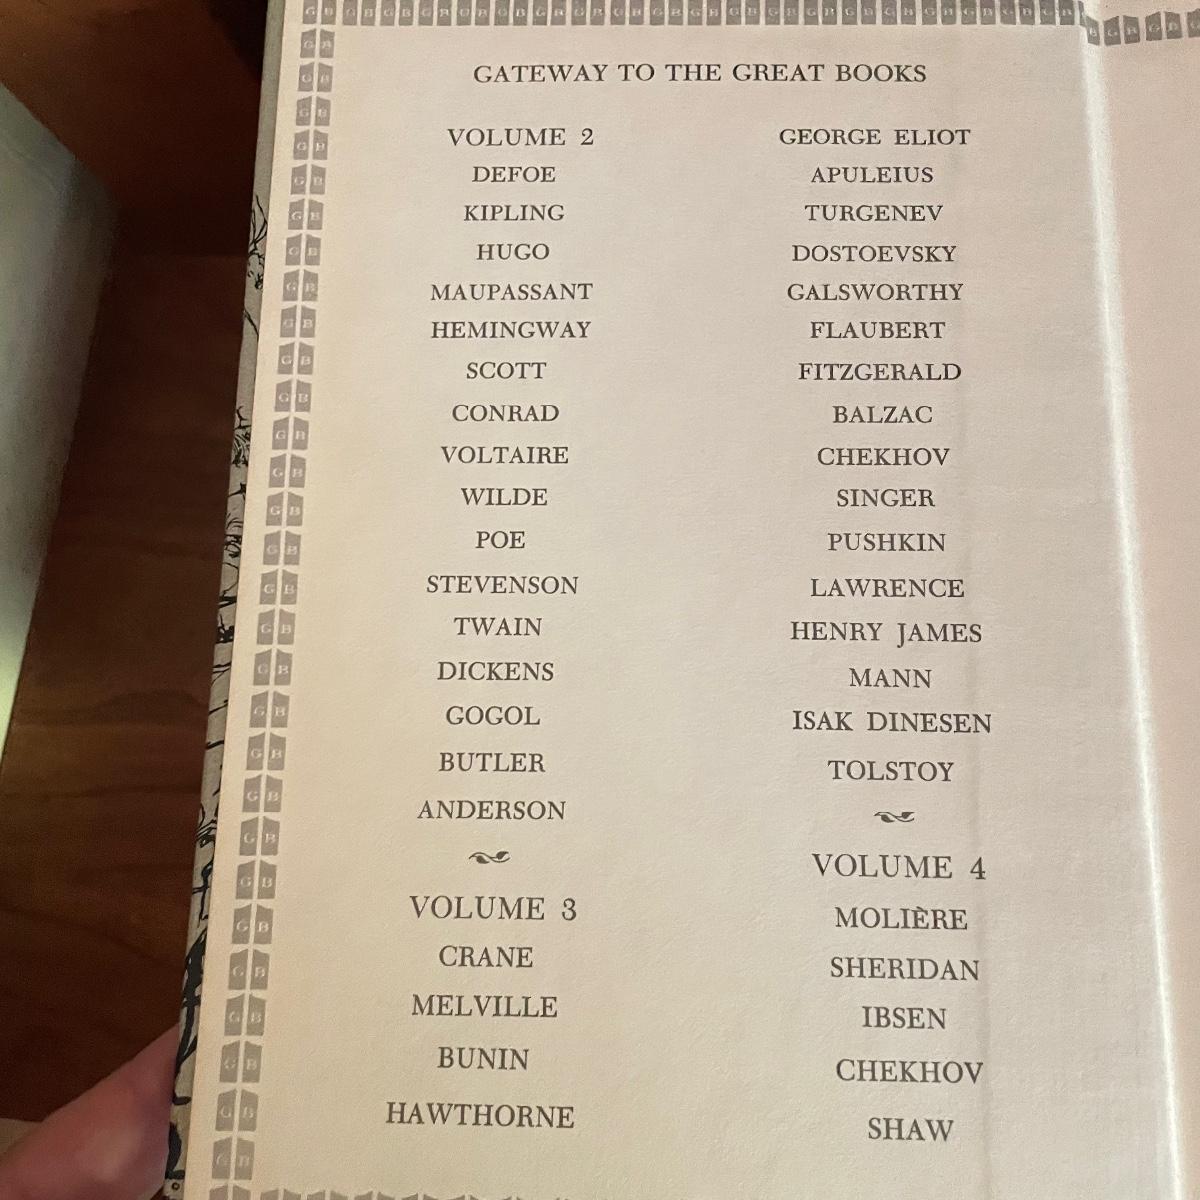 GATEWAY TO THE GREAT BOOKS
VOLUME 2
DEFOE
KIPLING
HUGO
MAUPASSANT
HEMINGWAY
SCOTT
CONRAD
VOLTAIRE
WILDE
POE
STEVENSON
TWAIN
DICKENS
GOGOL
BUTLER
ANDERSON
VOLUME 3
CRANE
MELVILLE
BUNIN
HAWTHORNE
GEORGE ELIOT
APULEIUS
TURGENEV
DOSTOEVSKY
GALSWORTHY
FLAUBERT
FITZGERALD
BALZAC
CHEKHOV
SINGER
PUSHKIN
LAWRENCE
HENRY JAMES
MANN
ISAK DINESEN
TOLSTOY
VOLUME 4
MOLIÈRE
SHERIDAN
IBSEN
CHEKHOV
SHAW